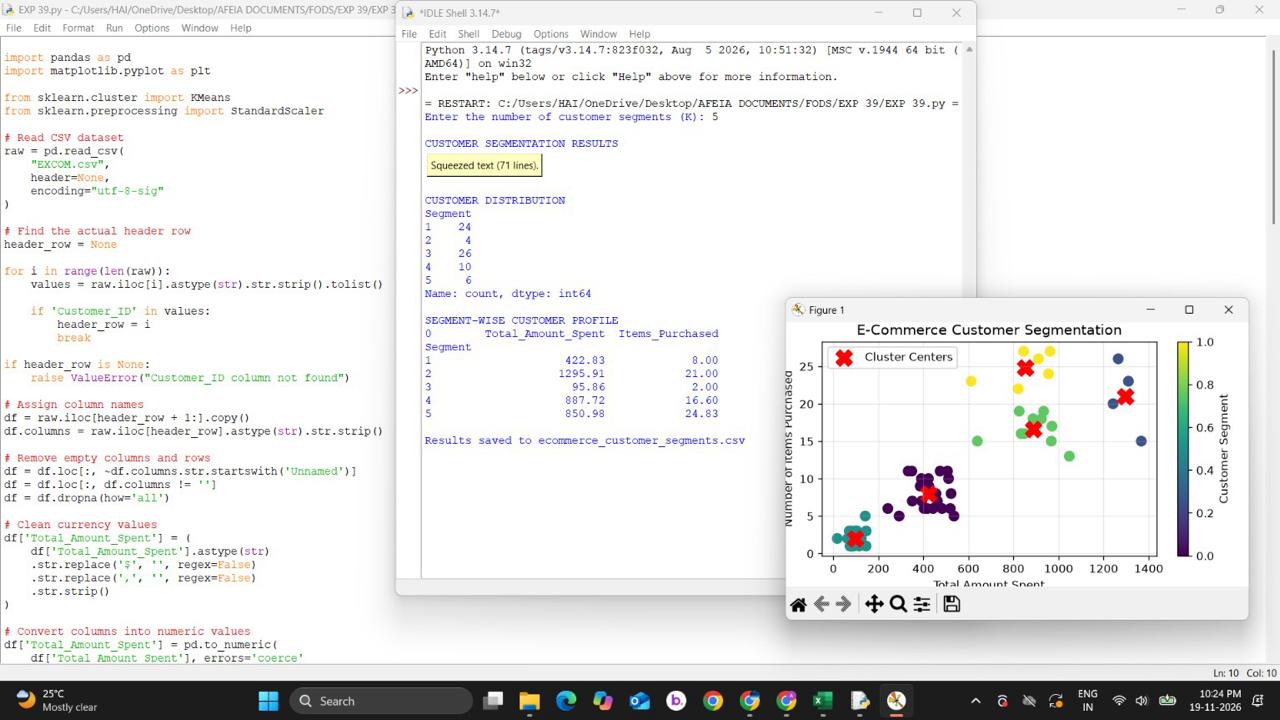 EXP 39.py - C:/Users/HAI/OneDrive/Desktop/AFEIA DOCUMENTS/FODS/EXP 39/EXP 3
File Edit Format Run Options Window Help
import pandas as pd
import matplotlib.pyplot as plt
from sklearn.cluster import KMeans
from sklearn.preprocessing import StandardScaler
# Read CSV dataset
raw = pd.read_csv(
"EXCOM.csv",
header=None,
encoding="utf-8-sig"
)
# Find the actual header row
header_row = None
for i in range(len(raw)):
values = raw.iloc[i].astype(str).str.strip().tolist()
if 'Customer_ID' in values:
header_row = i
break
if header_row is None:
raise ValueError("Customer_ID column not found")
# Assign column names
df = raw.iloc[header_row + 1:].copy()
df.columns = raw.iloc[header_row].astype(str).str.strip()
# Remove empty columns and rows
df = df.loc[:, ~df.columns.str.startswith('Unnamed')]
df = df.loc[:, df.columns != '']
df = df.dropna(how='all')
# Clean currency values
df['Total_Amount_Spent'] = (
df['Total_Amount_Spent'].astype(str)
.str.replace('$', '', regex=False)
.str.replace(',', '', regex=False)
.str.strip()
)
# Convert columns into numeric values
df['Total_Amount_Spent'] = pd.to_numeric(
df['Total_Amount_Spent'], errors='coerce'
*IDLE Shell 3.14.7*
File Edit Shell Debug Options Window Help
Python 3.14.7 (tags/v3.14.7:823f032, Aug 5 2026, 10:51:32) [MSC v.1944 64 bit (
AMD64)] on win32
Enter "help" below or click "Help" above for more information.
>>>
= RESTART: C:/Users/HAI/OneDrive/Desktop/AFEIA DOCUMENTS/FODS/EXP 39/EXP 39.py =
Enter the number of customer segments (K): 5
CUSTOMER SEGMENTATION RESULTS
Squeezed text (71 lines).
CUSTOMER DISTRIBUTION
Segment
1 24
2 4
3 26
4 10
5 6
Name: count, dtype: int64
SEGMENT-WISE CUSTOMER PROFILE
0 Total_Amount_Spent Items_Purchased
Segment
1 422.83 8.00
2 1295.91 21.00
3 95.86 2.00
4 887.72 16.60
5 850.98 24.83
Results saved to ecommerce_customer_segments.csv
Figure 1
E-Commerce Customer Segmentation
Cluster Centers
Number of Items Purchased
25
20
15
10
5
0
0 200 400 600 800 1000 1200 1400
Total Amount Spent
1.0
0.8
0.6
0.4
0.2
0.0
Customer Segment
Ln: 10 Col: 10
25°C
Mostly clear
Search
b.
ENG
IN
10:24 PM
19-11-2026